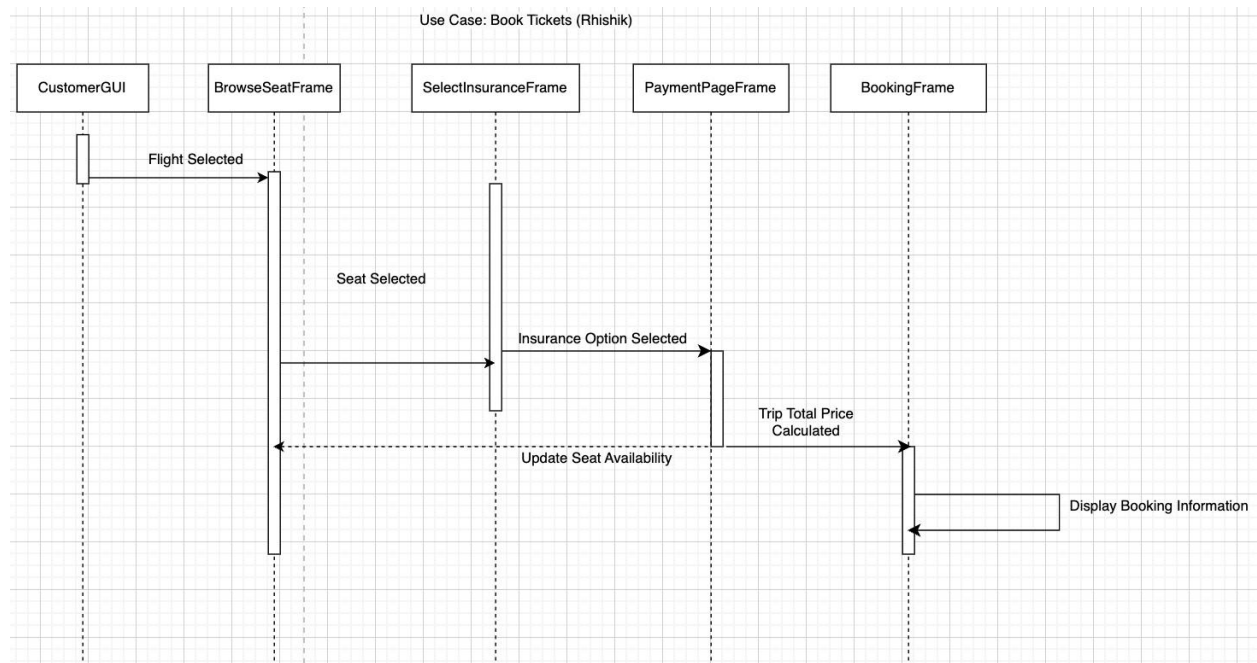 Use Case: Book Tickets (Rhishik)
CustomerGUI
BrowseSeatFrame
SelectInsuranceFrame
PaymentPageFrame
BookingFrame
Flight Selected
Seat Selected
Insurance Option Selected
Trip Total Price
Calculated
Update Seat Availability
Display Booking Information